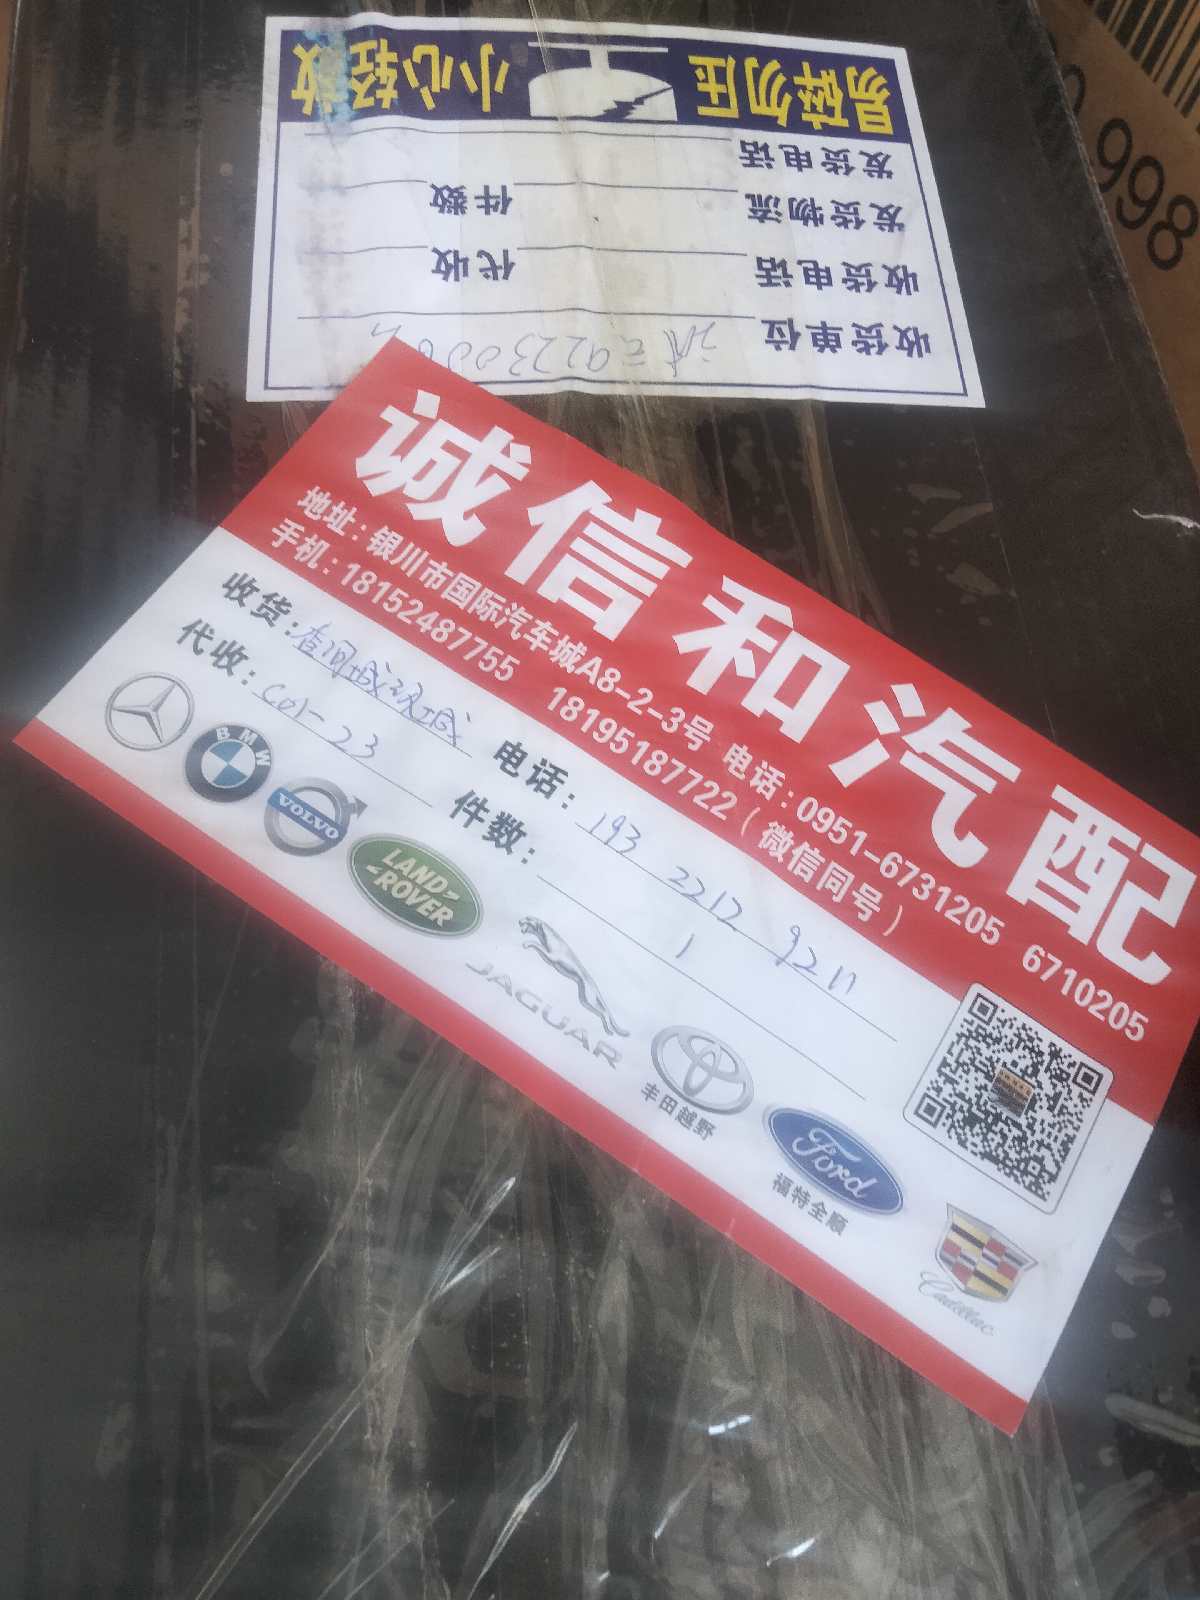 易碎勿压 小心轻放
发货电话
发货物流 件数
收货电话 代收
收货单位
998
诚信和汽配
地址:银川市国际汽车城A8-2-3号 电话:0951-6731205 6710205
手机:18152487755 18195187722(微信同号)
收货: 电话:193 2212 9211
代收: 件数:1
BMW
VOLVO
LAND ROVER
JAGUAR
丰田越野
Ford
福特全顺
Cadillac